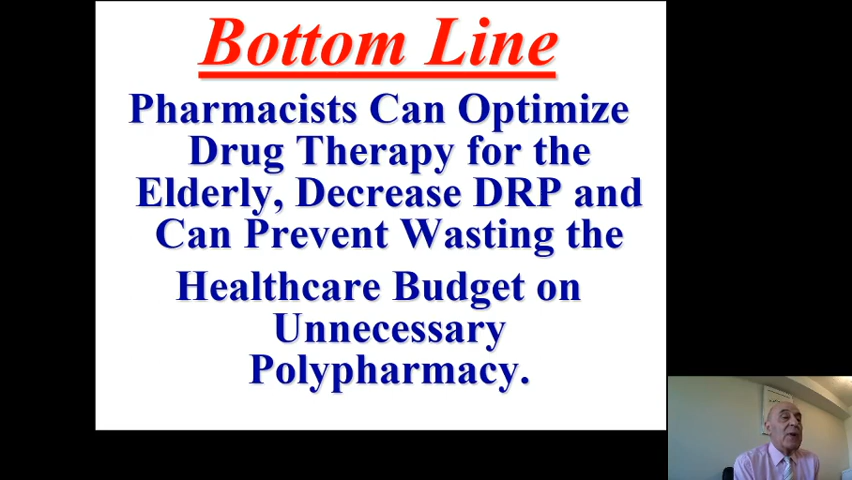 Bottom Line
Pharmacists Can Optimize
Drug Therapy for the
Elderly, Decrease DRP and
Can Prevent Wasting the
Healthcare Budget on
Unnecessary
Polypharmacy.